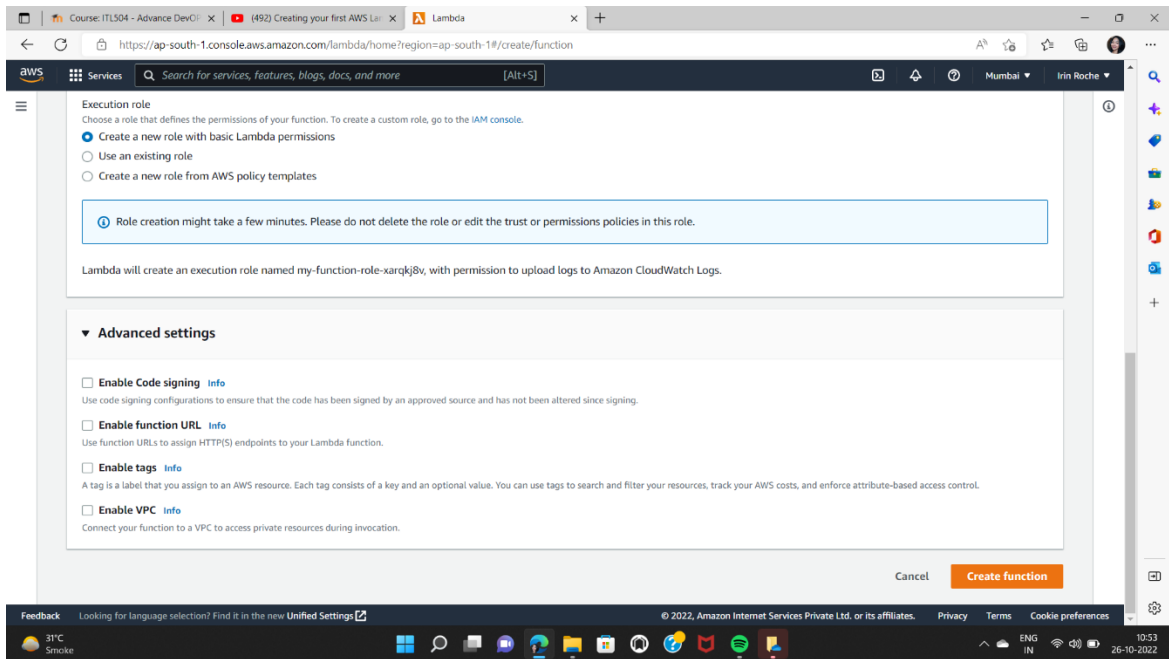 Course: ITL504 - Advance DevOP
(492) Creating your first AWS Lam
Lambda
https://ap-south-1.console.aws.amazon.com/lambda/home?region=ap-south-1#/create/function
aws
Services
Search for services, features, blogs, docs, and more
[Alt+S]
Mumbai ▼
Irin Roche ▼
Execution role
Choose a role that defines the permissions of your function. To create a custom role, go to the IAM console.
Create a new role with basic Lambda permissions
Use an existing role
Create a new role from AWS policy templates
Role creation might take a few minutes. Please do not delete the role or edit the trust or permissions policies in this role.
Lambda will create an execution role named my-function-role-xarqkj8v, with permission to upload logs to Amazon CloudWatch Logs.
▼ Advanced settings
Enable Code signing Info
Use code signing configurations to ensure that the code has been signed by an approved source and has not been altered since signing.
Enable function URL Info
Use function URLs to assign HTTP(S) endpoints to your Lambda function.
Enable tags Info
A tag is a label that you assign to an AWS resource. Each tag consists of a key and an optional value. You can use tags to search and filter your resources, track your AWS costs, and enforce attribute-based access control.
Enable VPC Info
Connect your function to a VPC to access private resources during invocation.
Cancel
Create function
Feedback
Looking for language selection? Find it in the new Unified Settings
© 2022, Amazon Internet Services Private Ltd. or its affiliates.
Privacy
Terms
Cookie preferences
31°C
Smoke
ENG
IN
10:53
26-10-2022